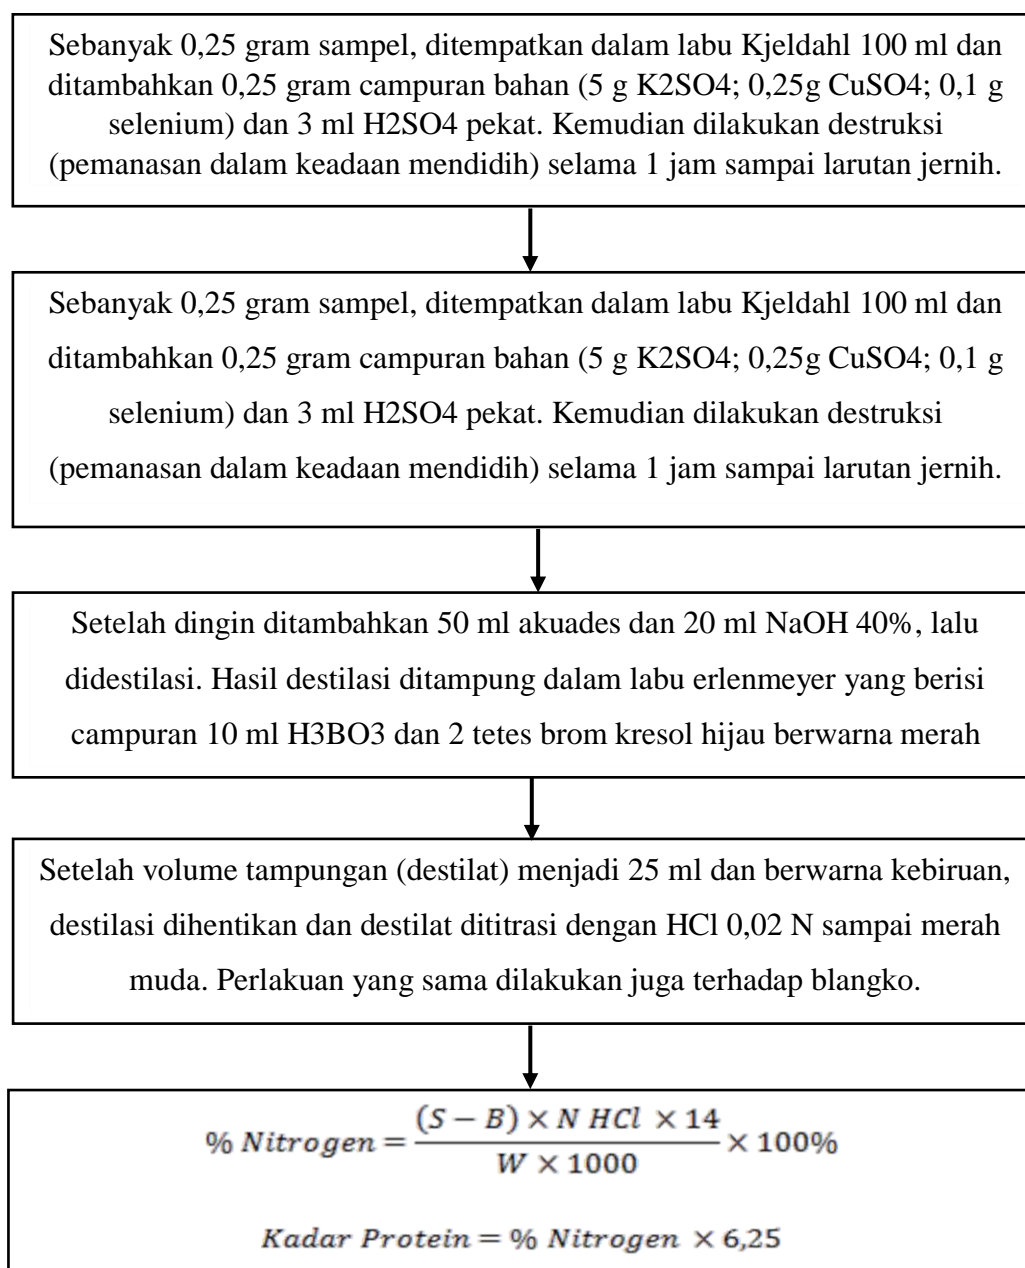 Sebanyak 0,25 gram sampel, ditempatkan dalam labu Kjeldahl 100 ml dan
ditambahkan 0,25 gram campuran bahan (5 g K2SO4; 0,25g CuSO4; 0,1 g
selenium) dan 3 ml H2SO4 pekat. Kemudian dilakukan destruksi
(pemanasan dalam keadaan mendidih) selama 1 jam sampai larutan jernih.
Sebanyak 0,25 gram sampel, ditempatkan dalam labu Kjeldahl 100 ml dan
ditambahkan 0,25 gram campuran bahan (5 g K2SO4; 0,25g CuSO4; 0,1 g
selenium) dan 3 ml H2SO4 pekat. Kemudian dilakukan destruksi
(pemanasan dalam keadaan mendidih) selama 1 jam sampai larutan jernih.
Setelah dingin ditambahkan 50 ml akuades dan 20 ml NaOH 40%, lalu
didestilasi. Hasil destilasi ditampung dalam labu erlenmeyer yang berisi
campuran 10 ml H3BO3 dan 2 tetes brom kresol hijau berwarna merah
Setelah volume tampungan (destilat) menjadi 25 ml dan berwarna kebiruan,
destilasi dihentikan dan destilat dititrasi dengan HCl 0,02 N sampai merah
muda. Perlakuan yang sama dilakukan juga terhadap blangko.
(S − B) × N HCl × 14
% Nitrogen = × 100%
W × 1000
Kadar Protein = % Nitrogen × 6,25